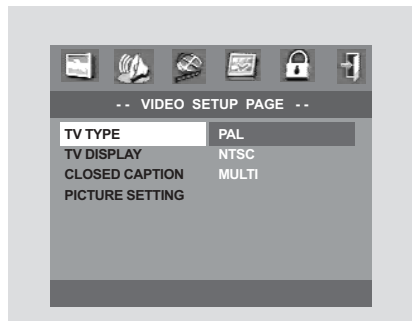 -- VIDEO SETUP PAGE --
TV TYPE PAL
TV DISPLAY NTSC
CLOSED CAPTION MULTI
PICTURE SETTING